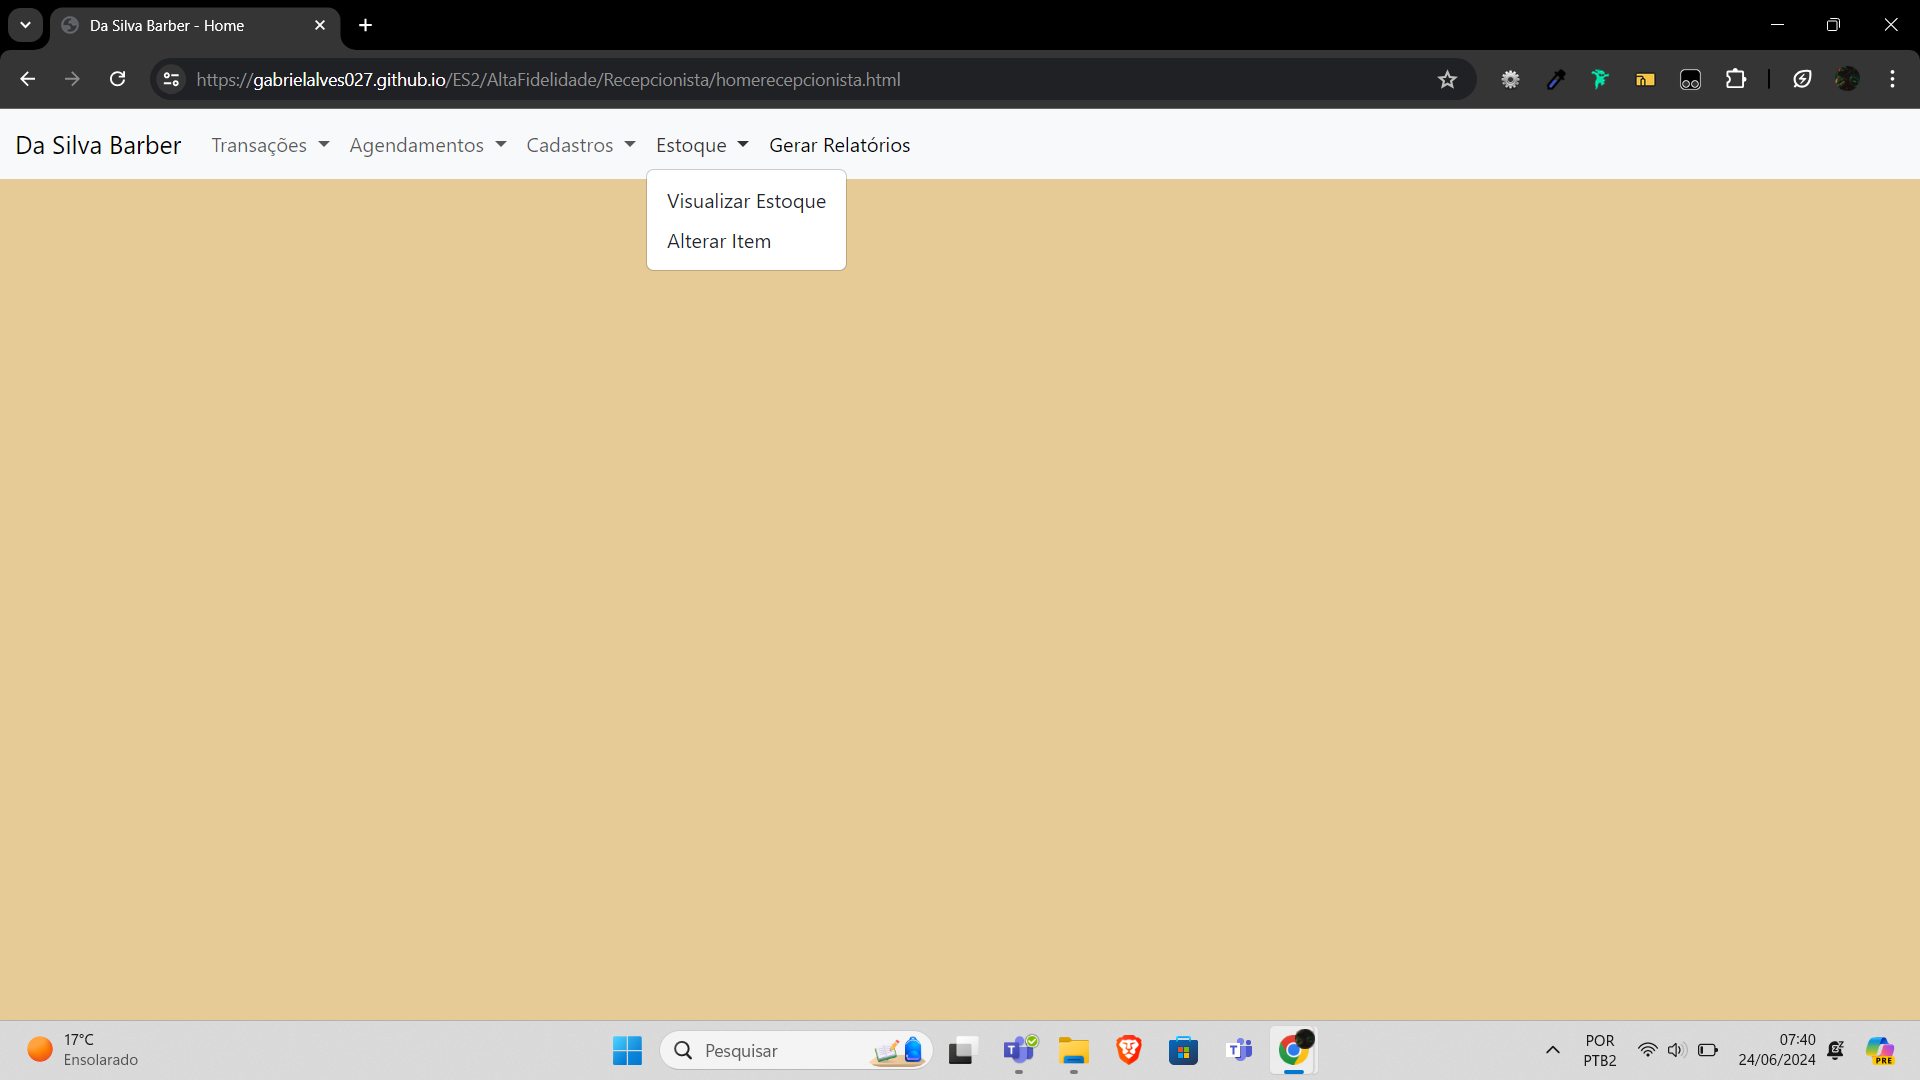 Da Silva Barber - Home
https://gabrielalves027.github.io/ES2/AltaFidelidade/Recepcionista/homerecepcionista.html
Da Silva Barber Transações Agendamentos Cadastros Estoque Gerar Relatórios
Visualizar Estoque
Alterar Item
17°C
Ensolarado
Pesquisar
POR
PTB2
07:40
24/06/2024
PRE